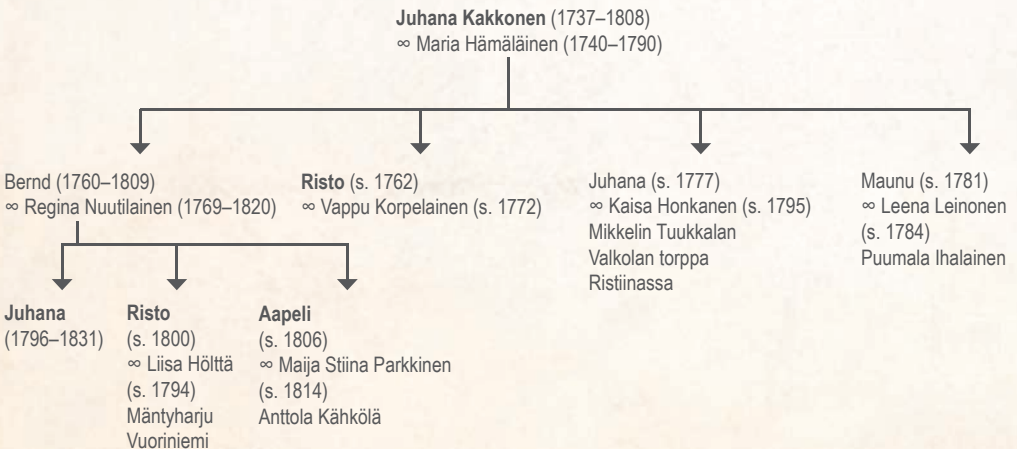 Juhana Kakkonen (1737–1808)
∞ Maria Hämäläinen (1740–1790)
Bernd (1760–1809)
∞ Regina Nuutilainen (1769–1820)
Risto (s. 1762)
∞ Vappu Korpelainen (s. 1772)
Juhana (s. 1777)
∞ Kaisa Honkanen (s. 1795)
Mikkelin Tuukkalan
Valkolan torppa
Ristiinassa
Maunu (s. 1781)
∞ Leena Leinonen
(s. 1784)
Puumala Ihalainen
Juhana
(1796–1831)
Risto
(s. 1800)
∞ Liisa Hölttä
(s. 1794)
Mäntyharju
Vuoriniemi
Aapeli
(s. 1806)
∞ Maija Stiina Parkkinen
(s. 1814)
Anttola Kähkölä